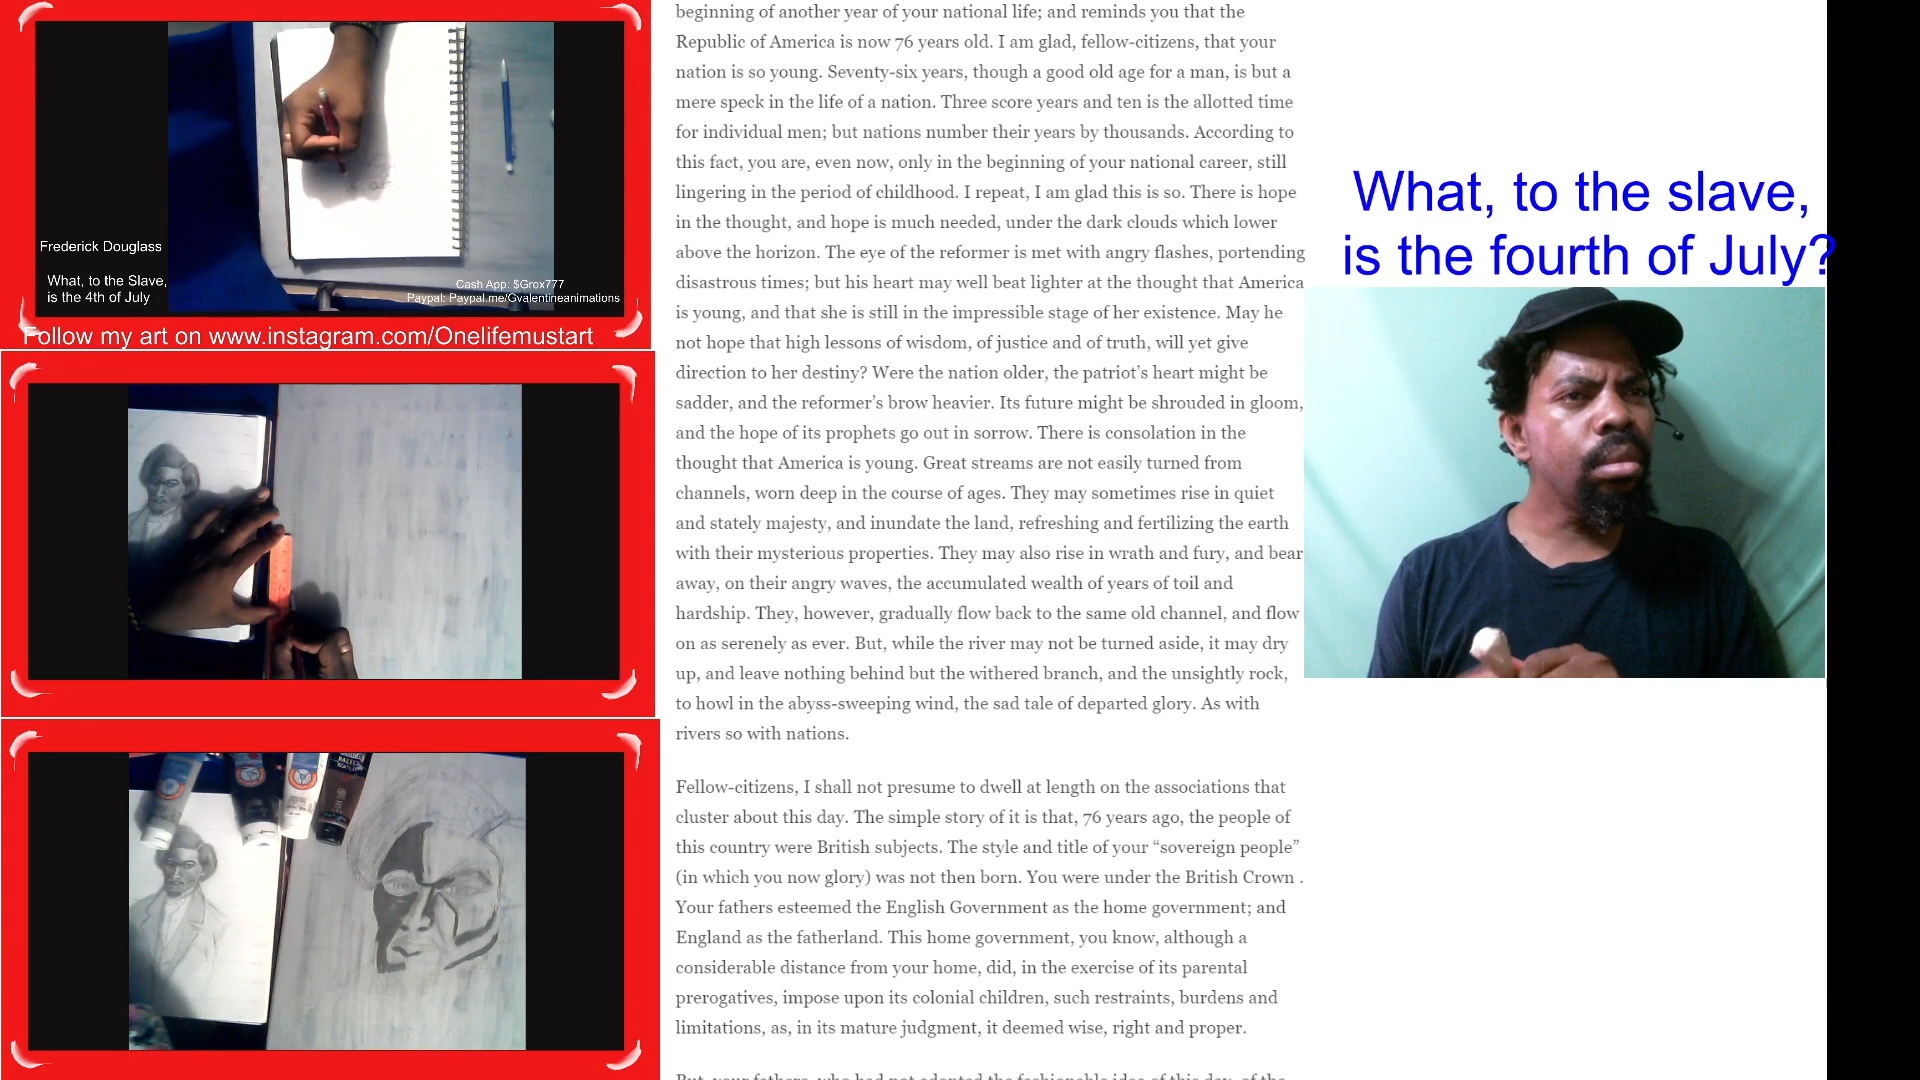 Frederick Douglass
What, to the Slave,
is the 4th of July
Cash App: $Grox777
Paypal: Paypal.me/Gvalentineanimations
Follow my art on www.instagram.com/Onelifemustart
beginning of another year of your national life; and reminds you that the
Republic of America is now 76 years old. I am glad, fellow-citizens, that your
nation is so young. Seventy-six years, though a good old age for a man, is but a
mere speck in the life of a nation. Three score years and ten is the allotted time
for individual men; but nations number their years by thousands. According to
this fact, you are, even now, only in the beginning of your national career, still
lingering in the period of childhood. I repeat, I am glad this is so. There is hope
in the thought, and hope is much needed, under the dark clouds which lower
above the horizon. The eye of the reformer is met with angry flashes, portending
disastrous times; but his heart may well beat lighter at the thought that America
is young, and that she is still in the impressible stage of her existence. May he
not hope that high lessons of wisdom, of justice and of truth, will yet give
direction to her destiny? Were the nation older, the patriot’s heart might be
sadder, and the reformer’s brow heavier. Its future might be shrouded in gloom,
and the hope of its prophets go out in sorrow. There is consolation in the
thought that America is young. Great streams are not easily turned from
channels, worn deep in the course of ages. They may sometimes rise in quiet
and stately majesty, and inundate the land, refreshing and fertilizing the earth
with their mysterious properties. They may also rise in wrath and fury, and bear
away, on their angry waves, the accumulated wealth of years of toil and
hardship. They, however, gradually flow back to the same old channel, and flow
on as serenely as ever. But, while the river may not be turned aside, it may dry
up, and leave nothing behind but the withered branch, and the unsightly rock,
to howl in the abyss-sweeping wind, the sad tale of departed glory. As with
rivers so with nations.
Fellow-citizens, I shall not presume to dwell at length on the associations that
cluster about this day. The simple story of it is that, 76 years ago, the people of
this country were British subjects. The style and title of your “sovereign people”
(in which you now glory) was not then born. You were under the British Crown .
Your fathers esteemed the English Government as the home government; and
England as the fatherland. This home government, you know, although a
considerable distance from your home, did, in the exercise of its parental
prerogatives, impose upon its colonial children, such restraints, burdens and
limitations, as, in its mature judgment, it deemed wise, right and proper.
But, your fathers, who had not adopted the fashionable idea of this day, of the
What, to the slave,
is the fourth of July?